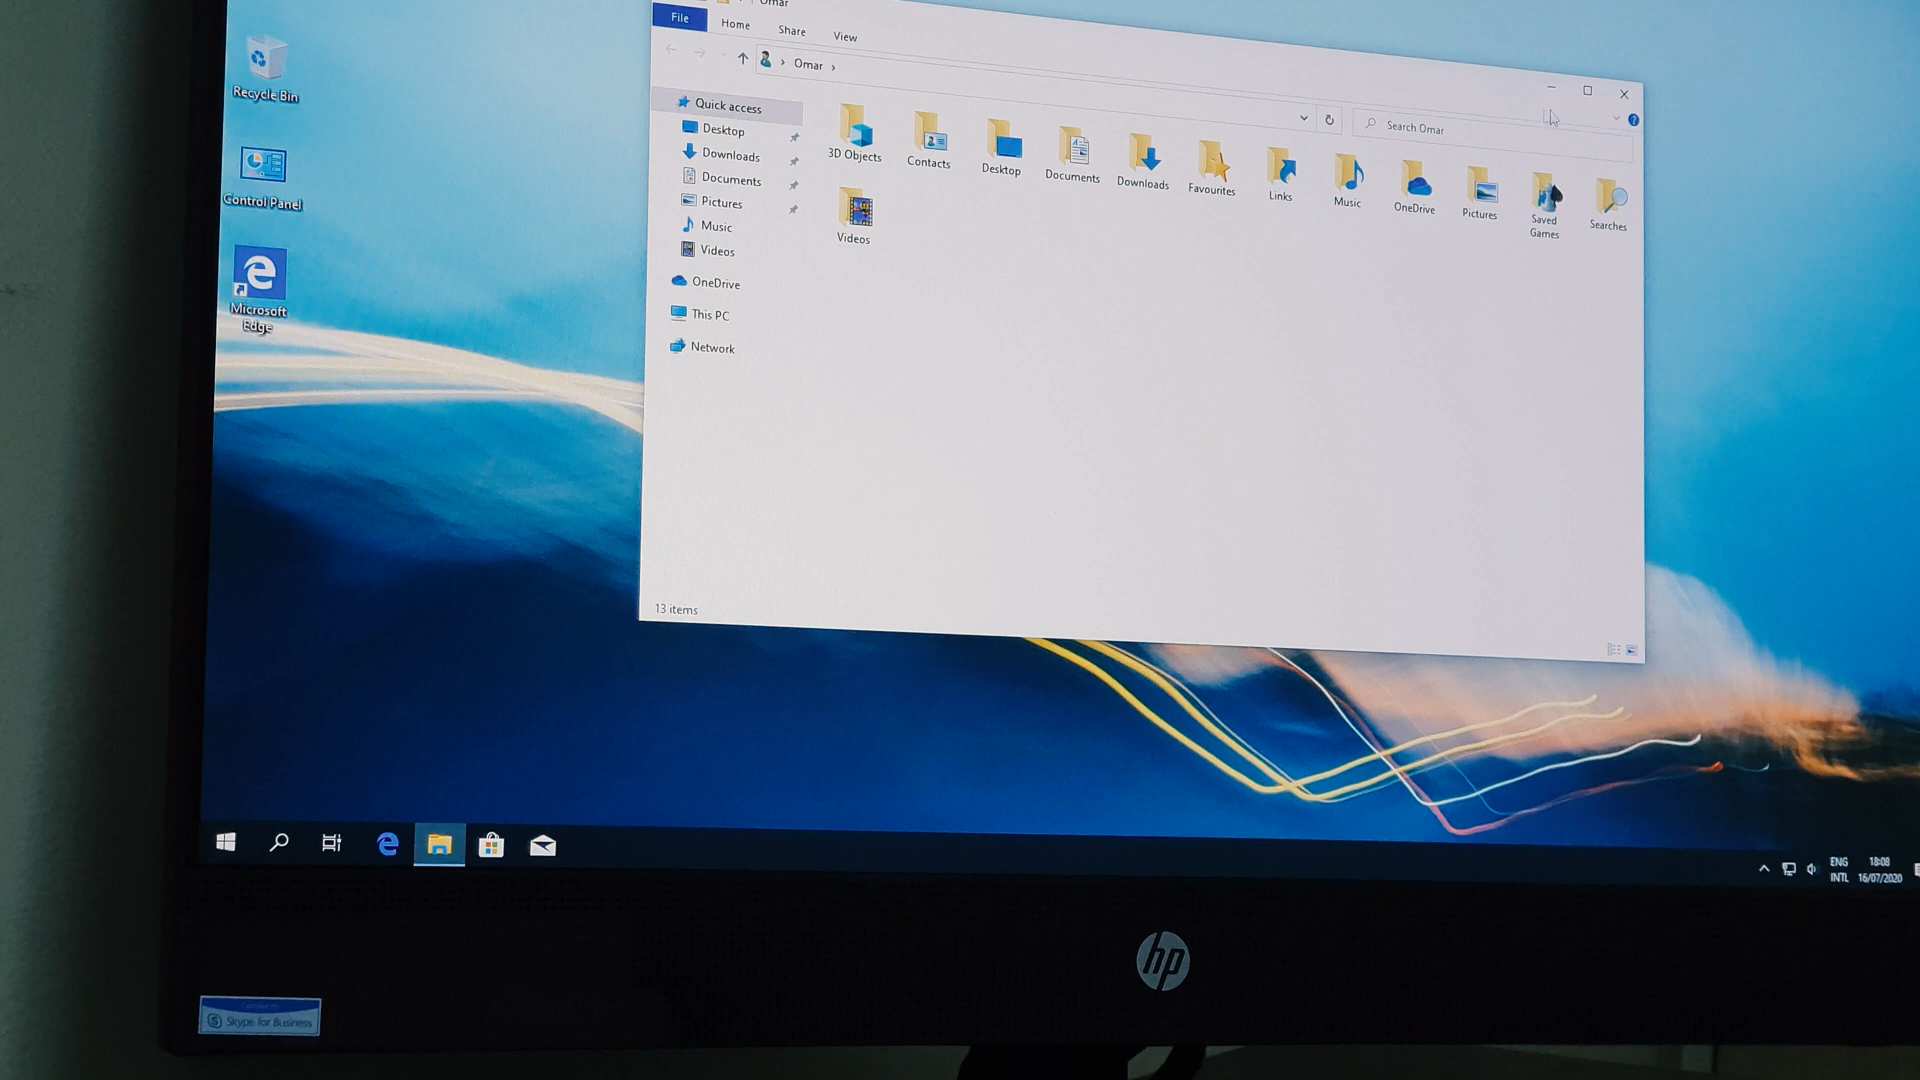 Omar
File Home Share View
Omar
Search Omar
Quick access
Desktop
Downloads
Documents
Pictures
Music
Videos
OneDrive
This PC
Network
3D Objects
Contacts
Desktop
Documents
Downloads
Favourites
Links
Music
OneDrive
Pictures
Saved
Games
Searches
Videos
13 items
Recycle Bin
Control Panel
Microsoft
Edge
ENG
INTL
18:08
16/07/2020
hp
Skype for Business